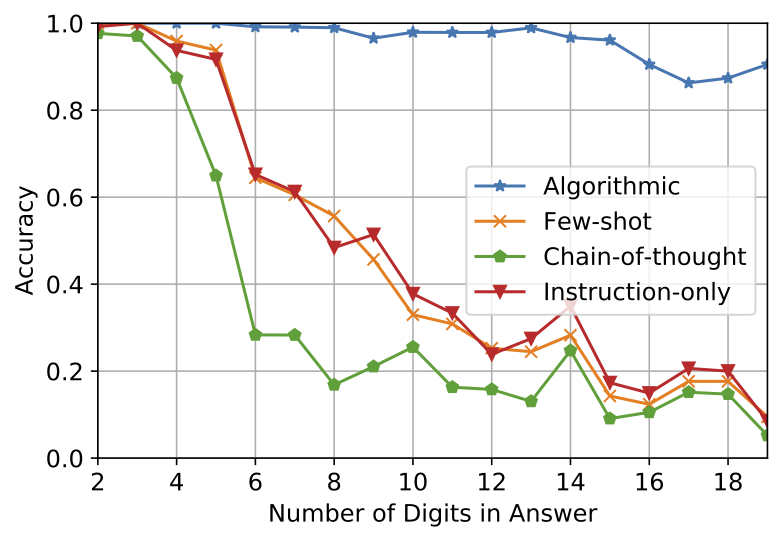 1.0
0.8
0.6
0.4
0.2
0.0
Accuracy
Algorithmic
Few-shot
Chain-of-thought
Instruction-only
2 4 6 8 10 12 14 16 18
Number of Digits in Answer